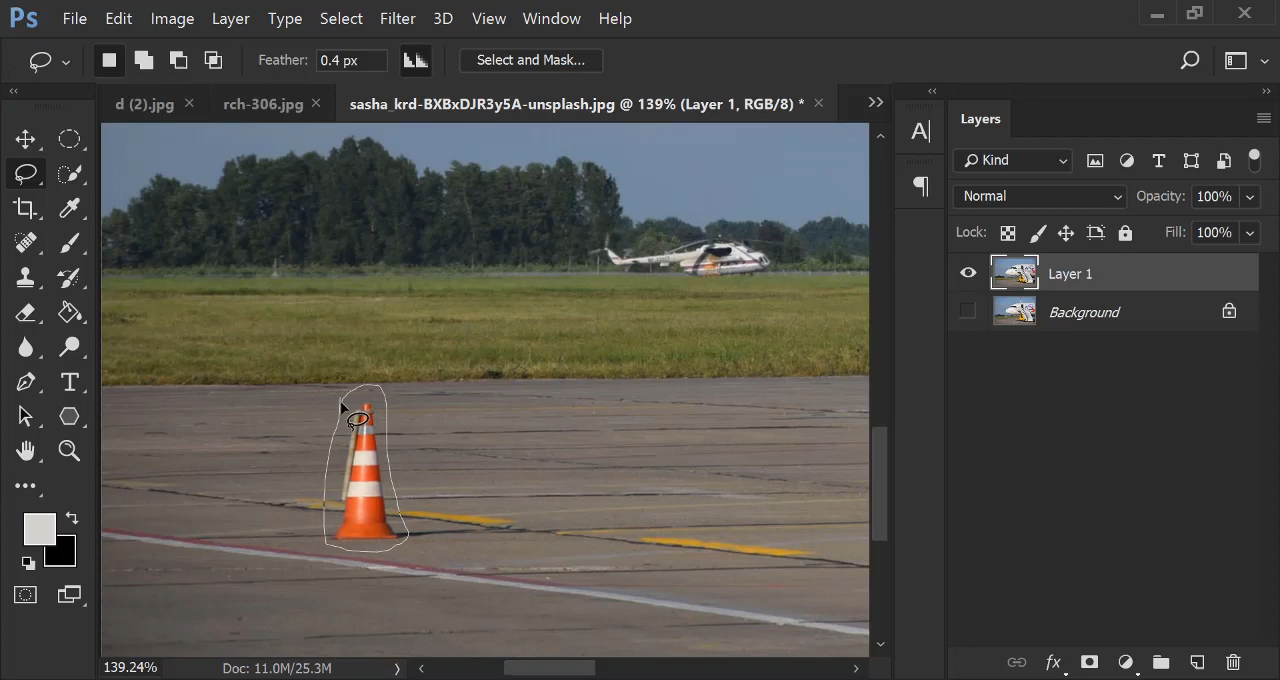 Ps File Edit Image Layer Type Select Filter 3D View Window Help
Feather: 0.4 px Select and Mask...
d (2).jpg × rch-306.jpg × sasha_krd-BXBxDJR3y5A-unsplash.jpg @ 139% (Layer 1, RGB/8) * ×
Layers
Kind
Normal Opacity: 100%
Lock: Fill: 100%
Layer 1
Background
139.24% Doc: 11.0M/25.3M